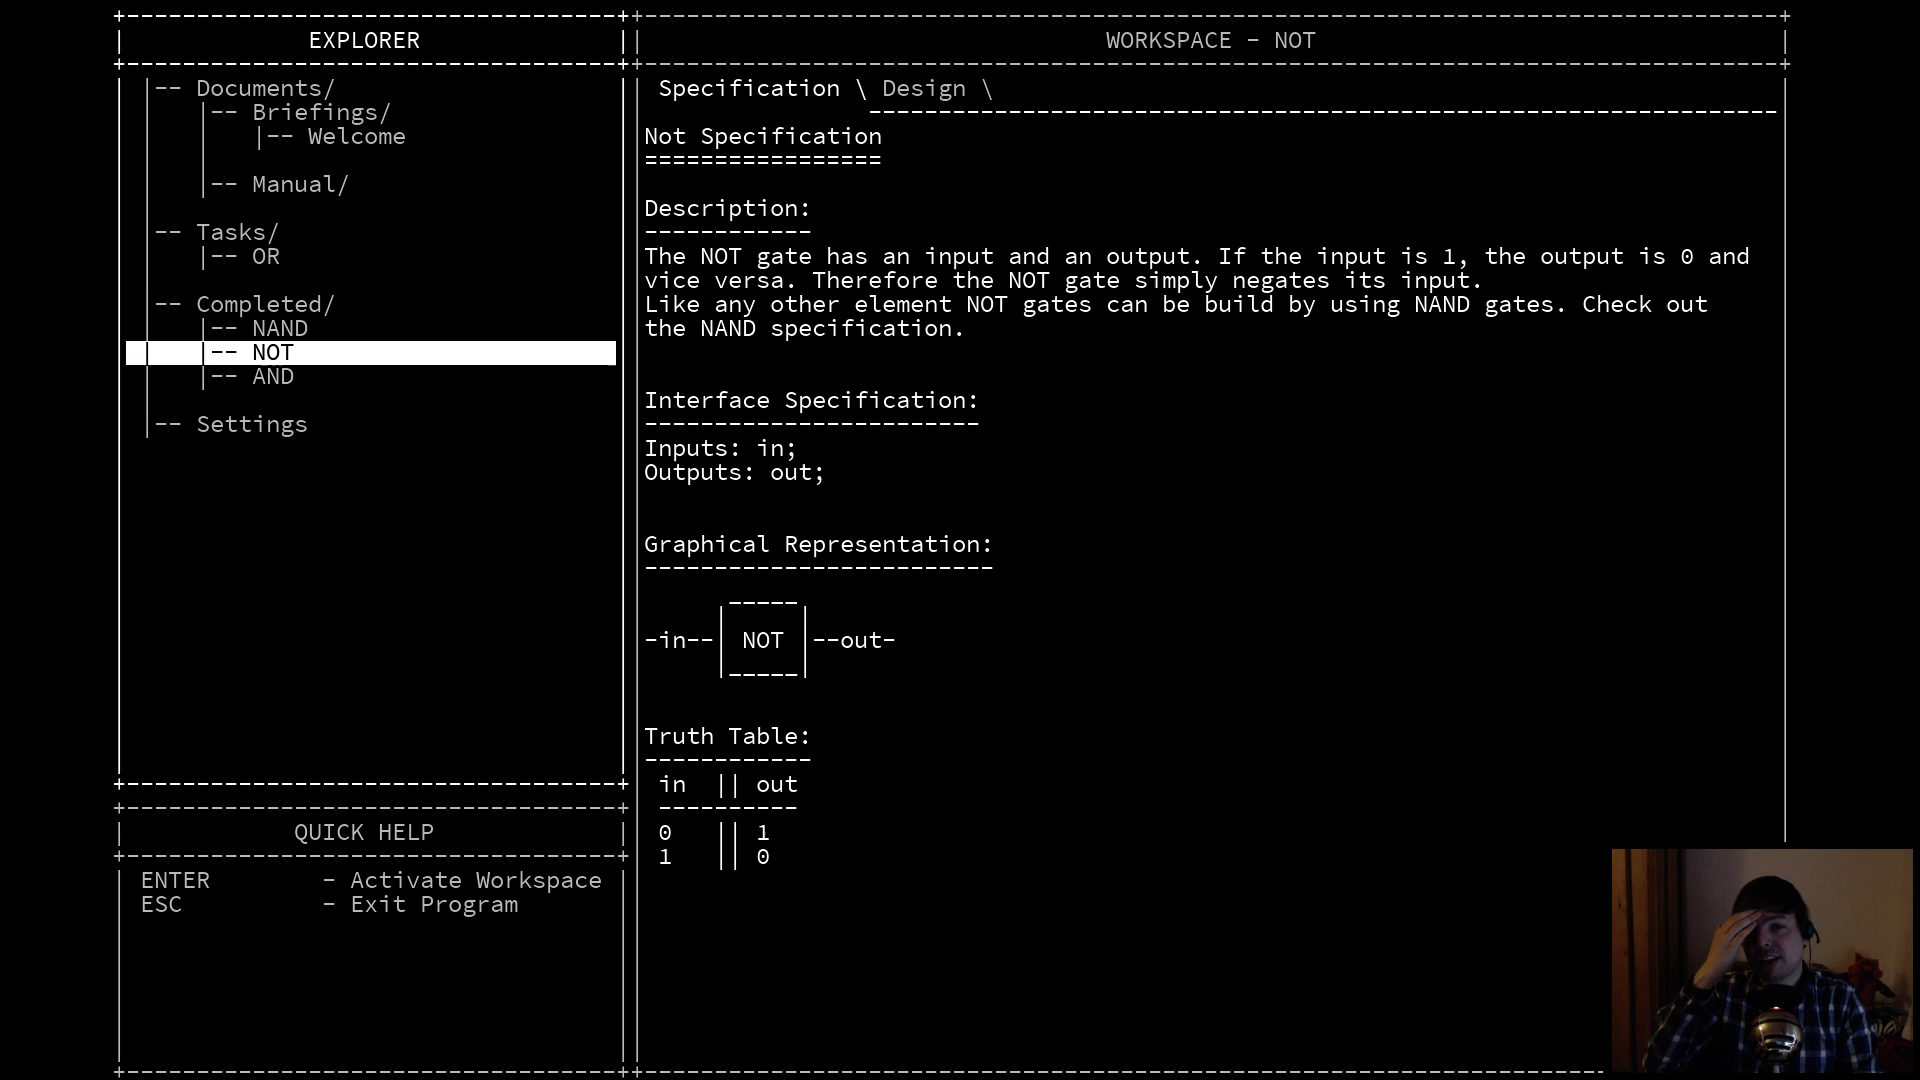 EXPLORER
|-- Documents/
|-- Briefings/
|-- Welcome
|-- Manual/
|-- Tasks/
|-- OR
|-- Completed/
|-- NAND
|-- NOT
|-- AND
|-- Settings
QUICK HELP
ENTER - Activate Workspace
ESC - Exit Program
WORKSPACE - NOT
Specification \ Design \
Not Specification
=================
Description:
------------
The NOT gate has an input and an output. If the input is 1, the output is 0 and
vice versa. Therefore the NOT gate simply negates its input.
Like any other element NOT gates can be build by using NAND gates. Check out
the NAND specification.
Interface Specification:
------------------------
Inputs: in;
Outputs: out;
Graphical Representation:
-------------------------
-in--| NOT |--out-
Truth Table:
------------
in || out
----------
0 || 1
1 || 0